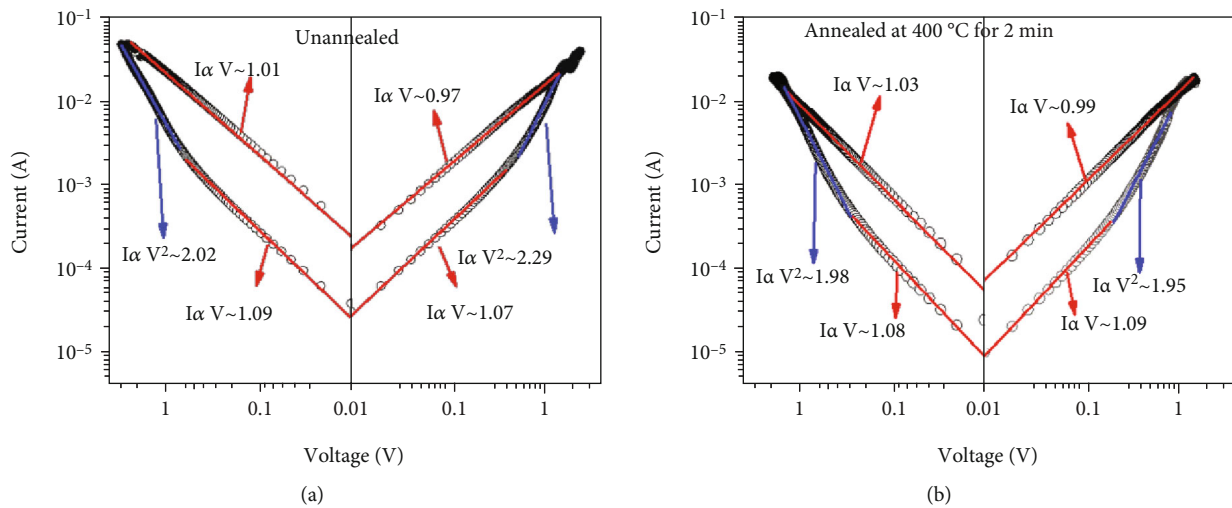 10⁻¹
10⁻²
10⁻³
10⁻⁴
10⁻⁵
Current (A)
Unannealed
Iα V~1.01
Iα V~0.97
Iα V²~2.02
Iα V²~2.29
Iα V~1.09
Iα V~1.07
1 0.1 0.01 0.1 1
Voltage (V)
(a)
10⁻¹
10⁻²
10⁻³
10⁻⁴
10⁻⁵
Current (A)
Annealed at 400 °C for 2 min
Iα V~1.03
Iα V~0.99
Iα V²~1.98
Iα V²~1.95
Iα V~1.08
Iα V~1.09
1 0.1 0.01 0.1 1
Voltage (V)
(b)